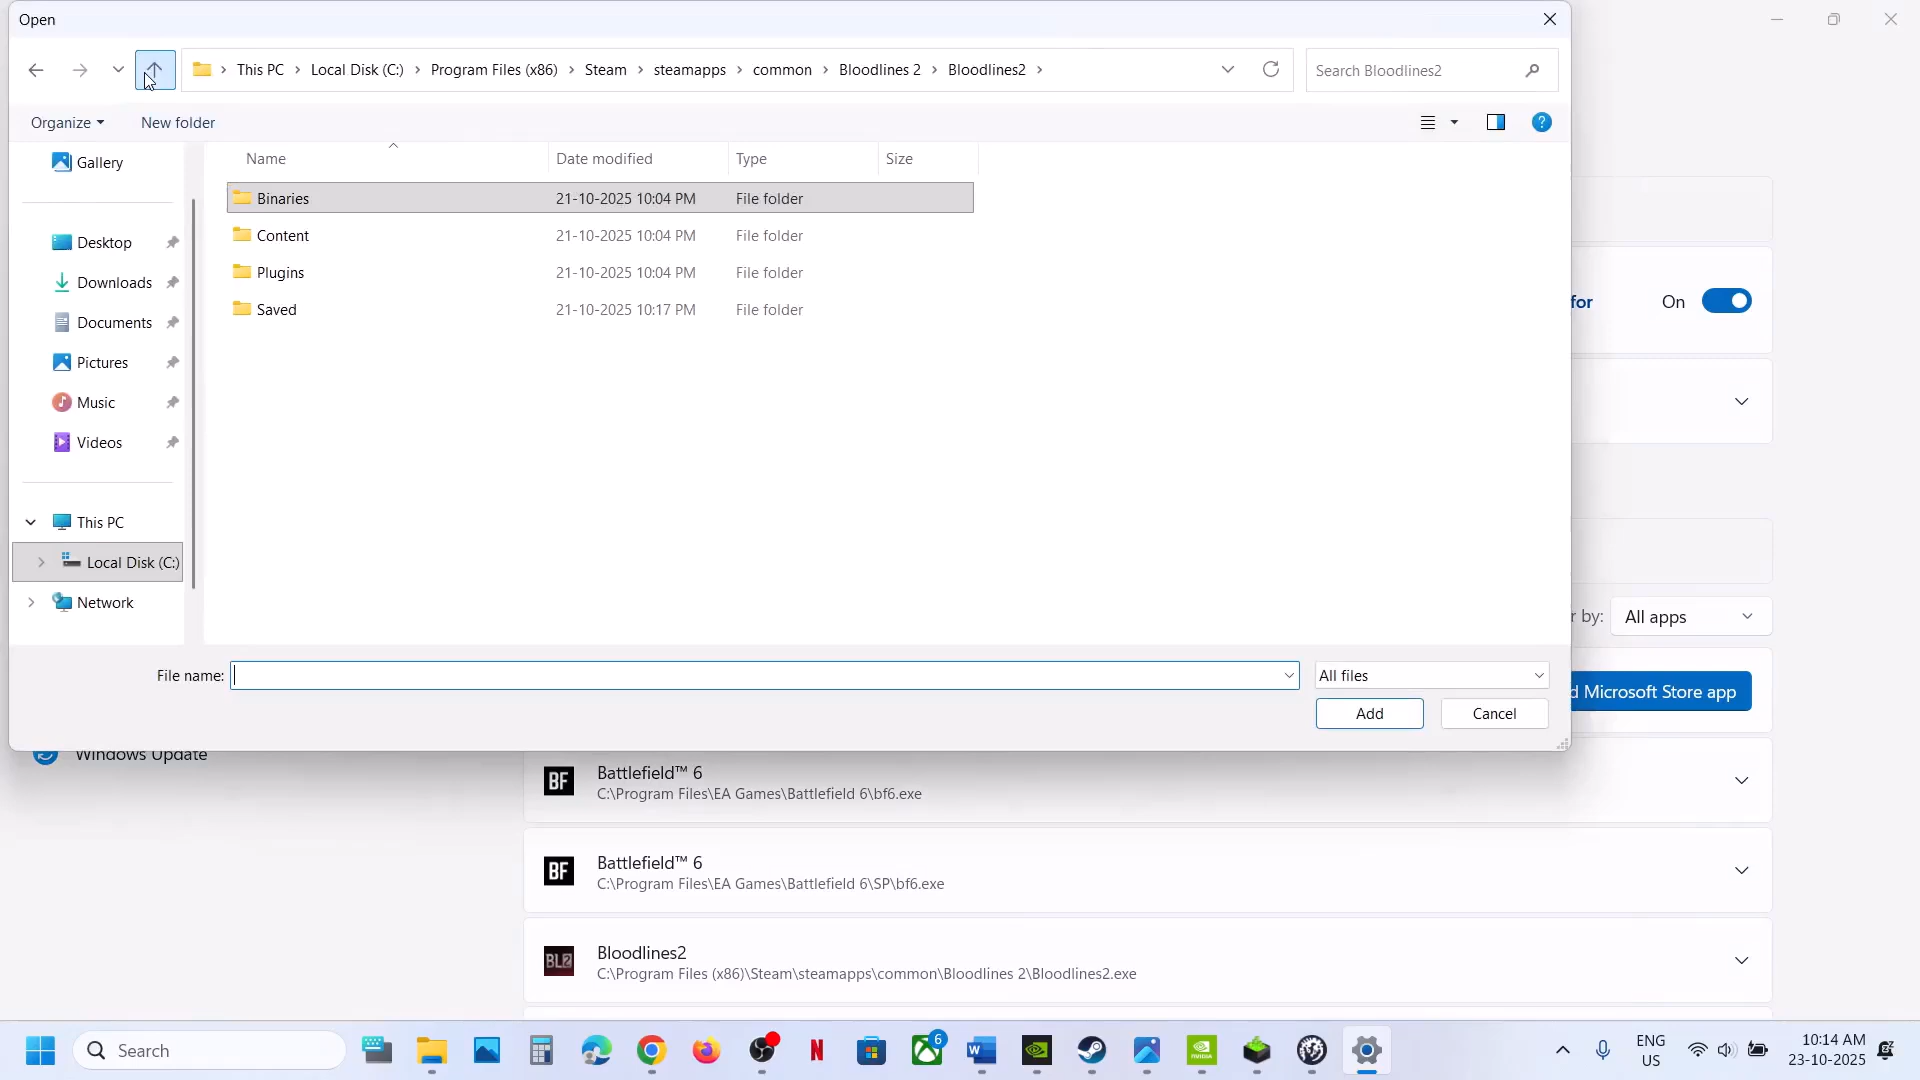 Open
This PC > Local Disk (C:) > Program Files (x86) > Steam > steamapps > common > Bloodlines 2 > Bloodlines2 >
Search Bloodlines2
Organize
New folder
Name
Date modified
Type
Size
Gallery
Desktop
Downloads
Documents
Pictures
Music
Videos
This PC
Local Disk (C:)
Network
Binaries 21-10-2025 10:04 PM File folder
Content 21-10-2025 10:04 PM File folder
Plugins 21-10-2025 10:04 PM File folder
Saved 21-10-2025 10:17 PM File folder
File name:
All files
Add
Cancel
for
On
r by:
All apps
d Microsoft Store app
Windows Update
BF
Battlefield™ 6
C:\Program Files\EA Games\Battlefield 6\bf6.exe
BF
Battlefield™ 6
C:\Program Files\EA Games\Battlefield 6\SP\bf6.exe
BL2
Bloodlines2
C:\Program Files (x86)\Steam\steamapps\common\Bloodlines 2\Bloodlines2.exe
Search
6
ENG
US
10:14 AM
23-10-2025